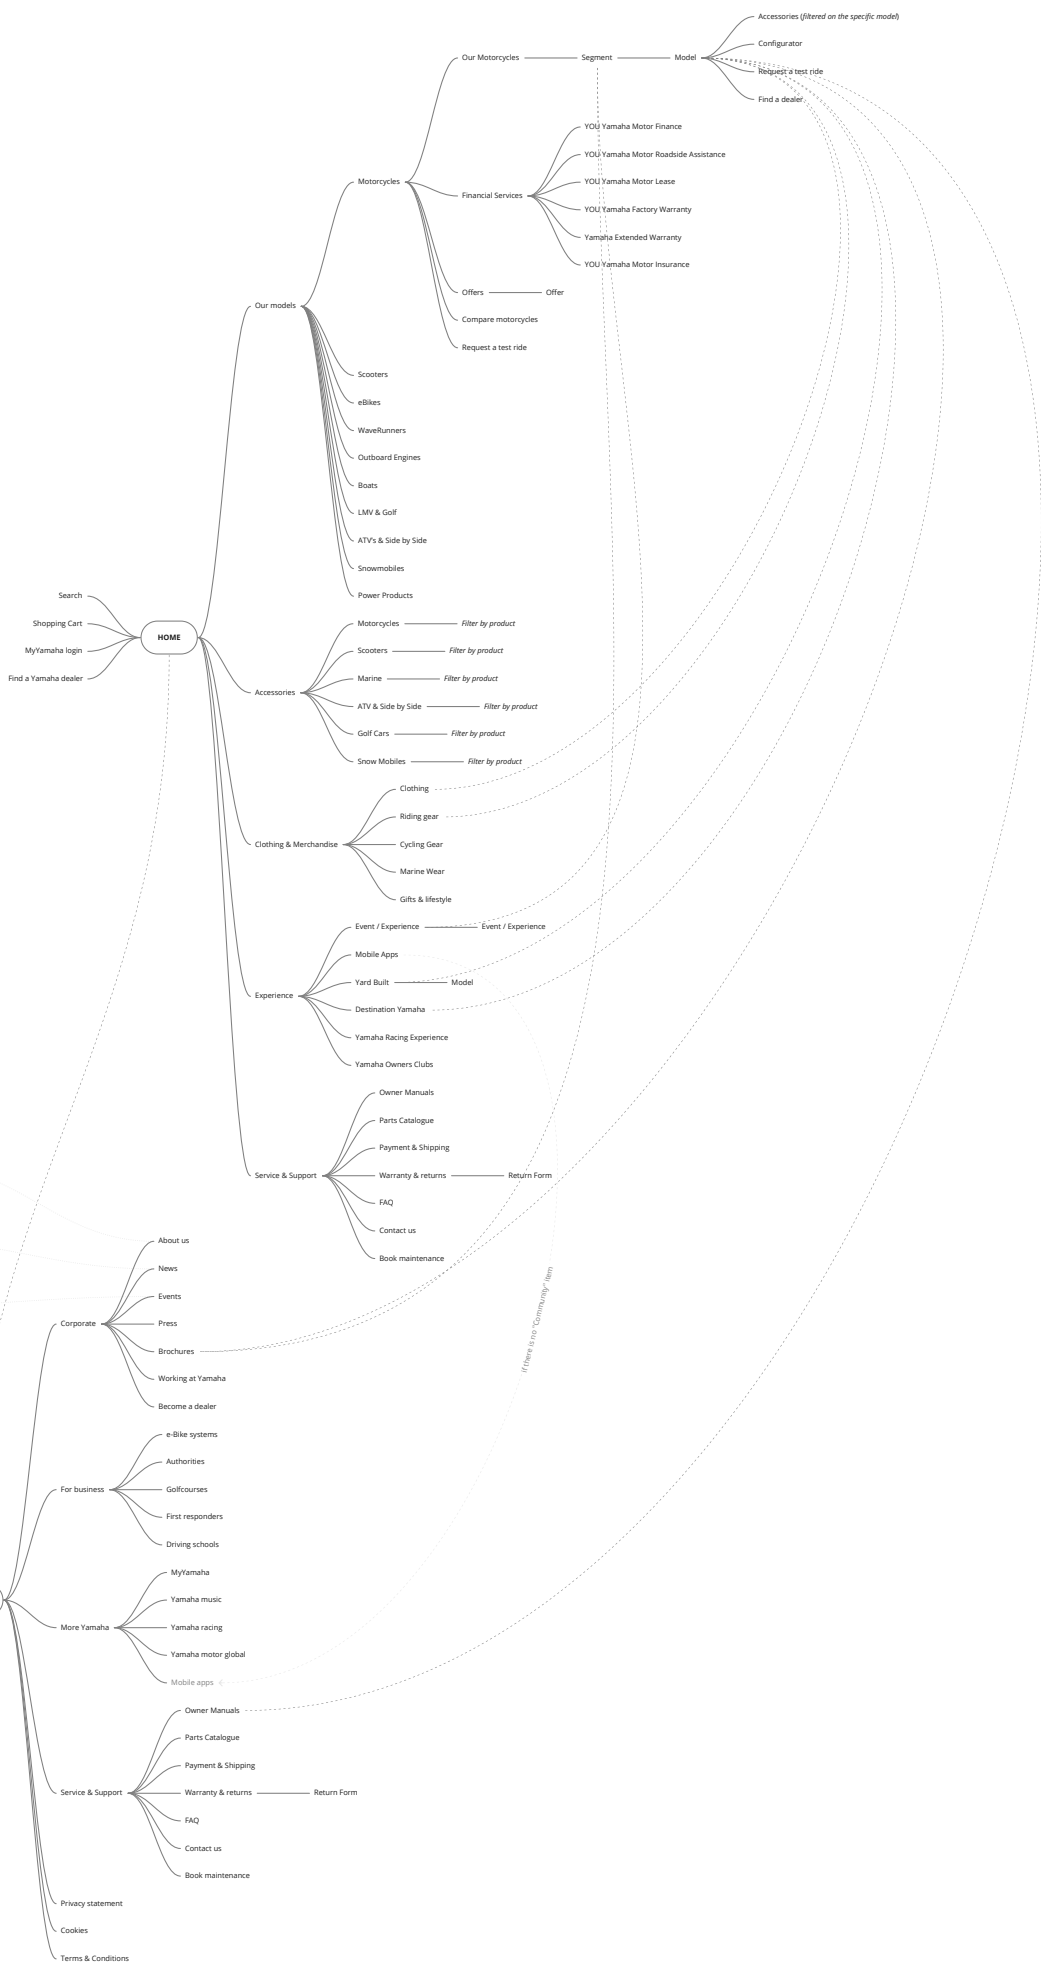 Accessories (filtered on the specific model)
Configurator
Our Motorcycles
Segment
Model
Request a test ride
Find a dealer
YOU Yamaha Motor Finance
YOU Yamaha Motor Roadside Assistance
Motorcycles
YOU Yamaha Motor Lease
Financial Services
YOU Yamaha Factory Warranty
Yamaha Extended Warranty
YOU Yamaha Motor Insurance
Offers
Offer
Our models
Compare motorcycles
Request a test ride
Scooters
eBikes
WaveRunners
Outboard Engines
Boats
LMV & Golf
ATV's & Side by Side
Snowmobiles
Power Products
Search
Shopping Cart
MyYamaha login
Find a Yamaha dealer
HOME
Accessories
Motorcycles
Filter by product
Scooters
Filter by product
Marine
Filter by product
ATV & Side by Side
Filter by product
Golf Cars
Filter by product
Snow Mobiles
Filter by product
Clothing & Merchandise
Clothing
Riding gear
Cycling Gear
Marine Wear
Gifts & lifestyle
Experience
Event / Experience
Event / Experience
Mobile Apps
Yard Built
Model
Destination Yamaha
Yamaha Racing Experience
Yamaha Owners Clubs
Service & Support
Owner Manuals
Parts Catalogue
Payment & Shipping
Warranty & returns
Return Form
FAQ
Contact us
Book maintenance
if there is no "Community" item
Corporate
About us
News
Events
Press
Brochures
Working at Yamaha
Become a dealer
For business
e-Bike systems
Authorities
Golfcourses
First responders
Driving schools
More Yamaha
MyYamaha
Yamaha music
Yamaha racing
Yamaha motor global
Mobile apps
Service & Support
Owner Manuals
Parts Catalogue
Payment & Shipping
Warranty & returns
Return Form
FAQ
Contact us
Book maintenance
Privacy statement
Cookies
Terms & Conditions